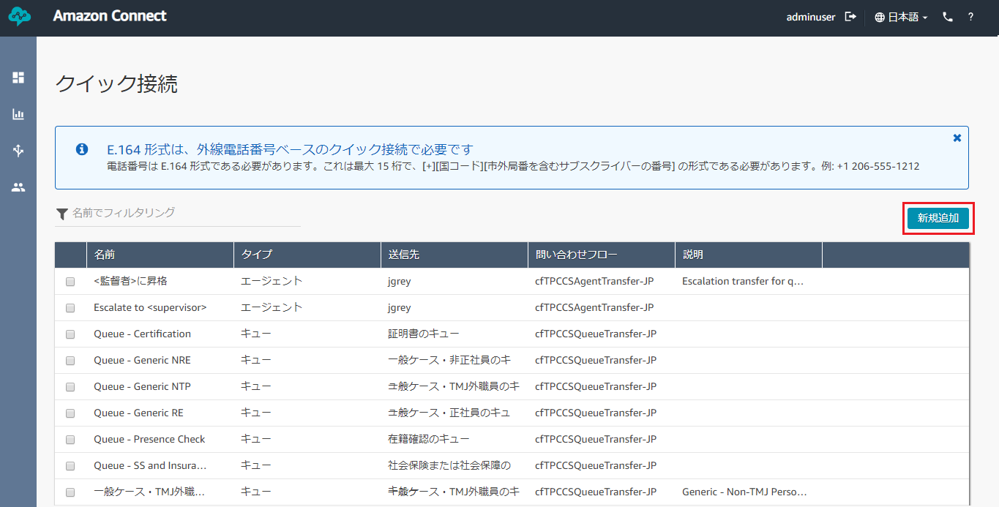 Amazon Connect
adminuser 日本語 ?
クイック接続
E.164 形式は、外線電話番号ベースのクイック接続で必要です
電話番号は E.164 形式である必要があります。これは最大 15 桁で、[+][国コード][市外局番を含むサブスクライバーの番号] の形式である必要があります。例: +1 206-555-1212
名前でフィルタリング
新規追加
名前 タイプ 送信先 問い合わせフロー 説明
<監督者>に昇格 エージェント jgrey cfTPCCSAgentTransfer-JP Escalation transfer for q...
Escalate to <supervisor> エージェント jgrey cfTPCCSAgentTransfer-JP
Queue - Certification キュー 証明書のキュー cfTPCCSQueueTransfer-JP
Queue - Generic NRE キュー 一般ケース・非正社員のキ cfTPCCSQueueTransfer-JP
Queue - Generic NTP キュー 般ケース・TMJ外職員のキ cfTPCCSQueueTransfer-JP
Queue - Generic RE キュー 般ケース・正社員のキュ cfTPCCSQueueTransfer-JP
Queue - Presence Check キュー 在籍確認のキュー cfTPCCSQueueTransfer-JP
Queue - SS and Insura... キュー 社会保険または社会保障の cfTPCCSQueueTransfer-JP
一般ケース・TMJ外職... キュー 般ケース・TMJ外職員のキ cfTPCCSQueueTransfer-JP Generic - Non-TMJ Perso...